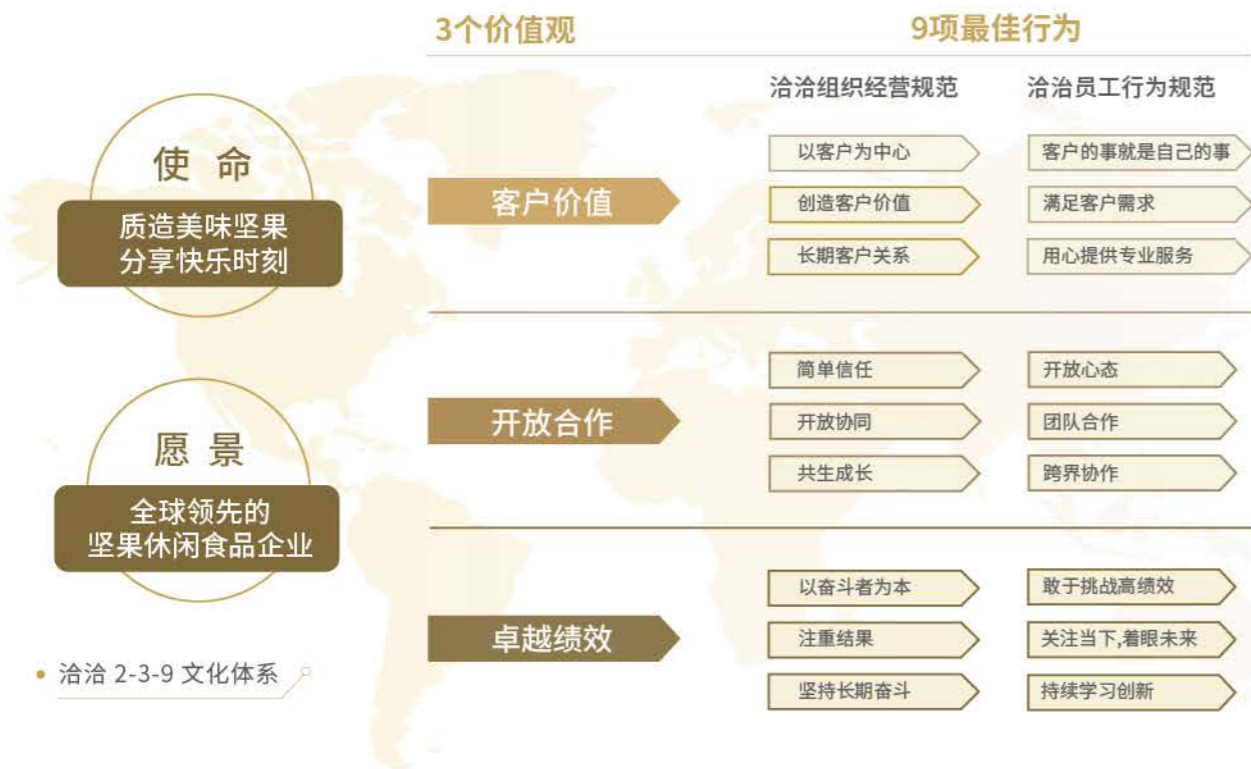 3个价值观
9项最佳行为
洽洽组织经营规范
洽治员工行为规范
使 命
质造美味坚果
分享快乐时刻
客户价值
以客户为中心
客户的事就是自己的事
创造客户价值
满足客户需求
长期客户关系
用心提供专业服务
愿 景
全球领先的
坚果休闲食品企业
开放合作
简单信任
开放心态
开放协同
团队合作
共生成长
跨界协作
卓越绩效
以奋斗者为本
敢于挑战高绩效
注重结果
关注当下,着眼未来
坚持长期奋斗
持续学习创新
洽洽 2-3-9 文化体系